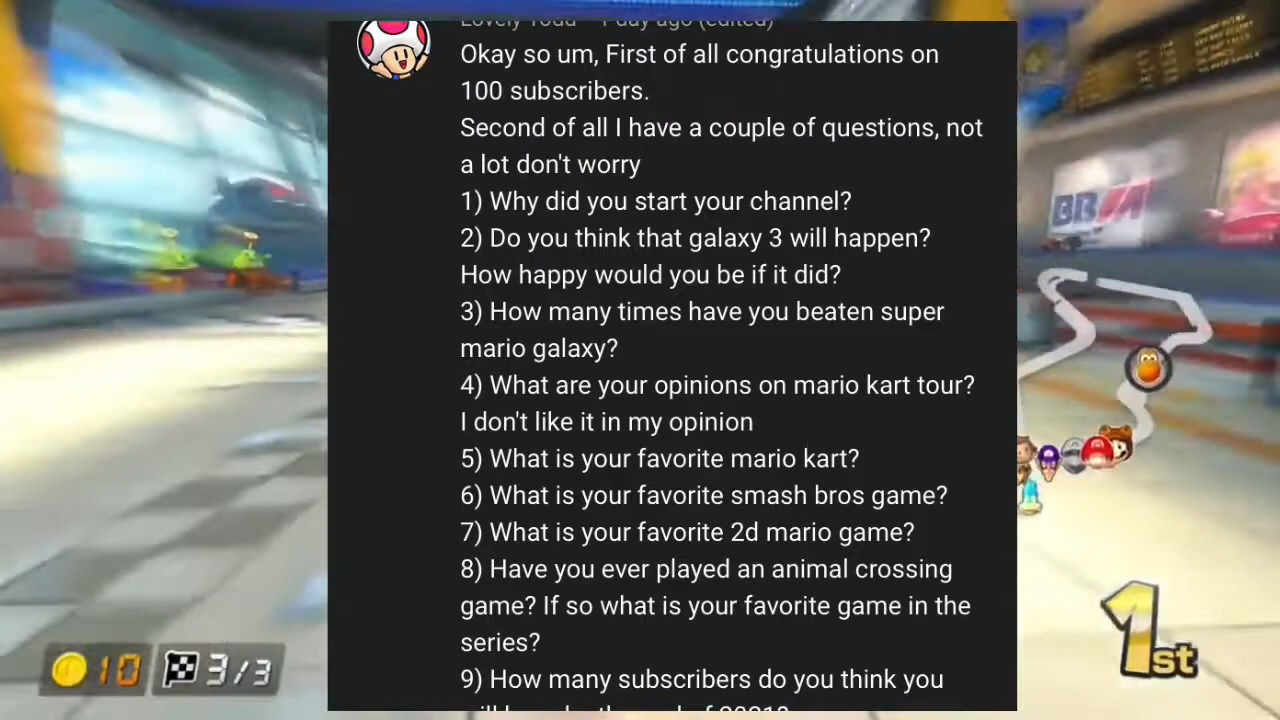 Lovely Todd 1 day ago (edited)
Okay so um, First of all congratulations on
100 subscribers.
Second of all I have a couple of questions, not
a lot don't worry
1) Why did you start your channel?
2) Do you think that galaxy 3 will happen?
How happy would you be if it did?
3) How many times have you beaten super
mario galaxy?
4) What are your opinions on mario kart tour?
I don't like it in my opinion
5) What is your favorite mario kart?
6) What is your favorite smash bros game?
7) What is your favorite 2d mario game?
8) Have you ever played an animal crossing
game? If so what is your favorite game in the
series?
9) How many subscribers do you think you
10 3/3
1st